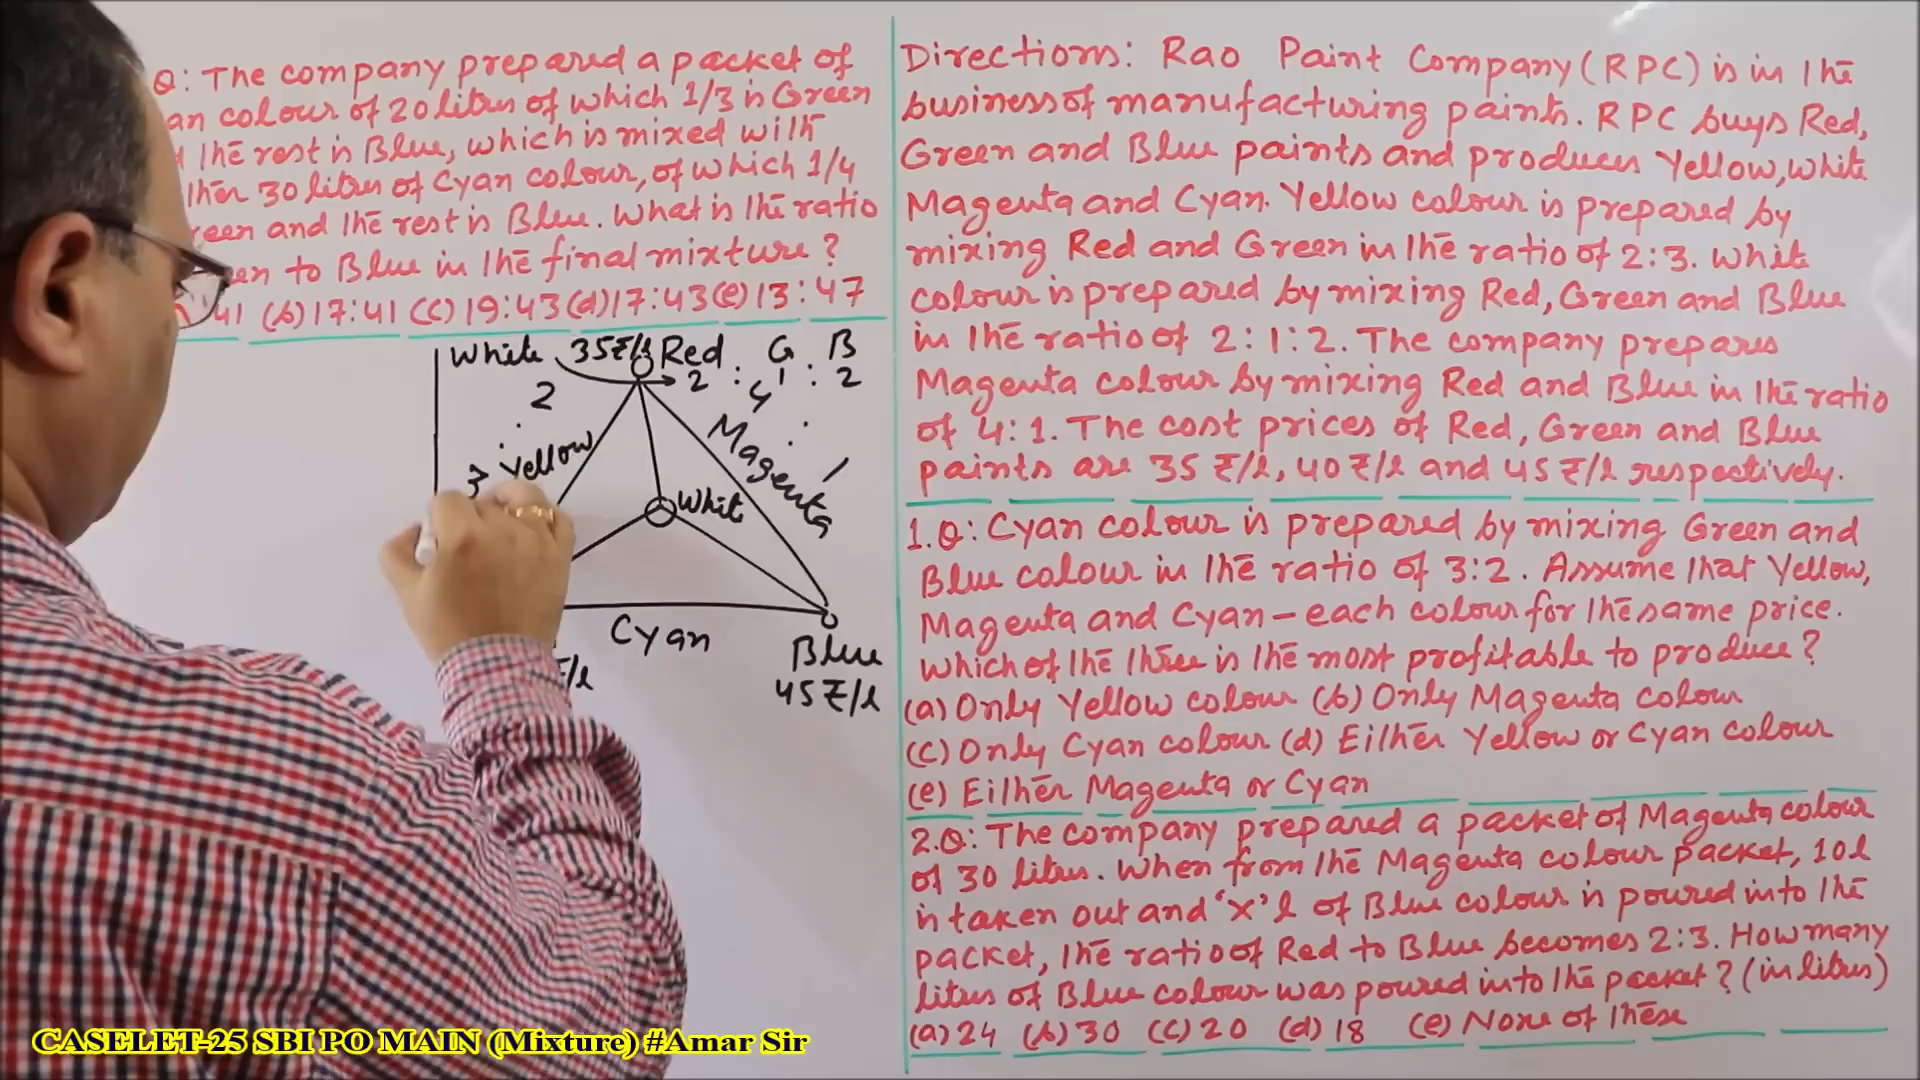 Q: The company prepared a packet of
an colour of 20 litres of which 1/3 is Green
the rest is Blue, which is mixed with
ther 30 litres of Cyan colour, of which 1/4
reen and the rest is Blue. What is the ratio
en to Blue in the final mixture?
41 (b) 17:41 (c) 19:43 (d) 17:43 (e) 13:47
White 35₹/l Red G B
2 : 1 : 2
2
:
3
Yellow
4
:
1
Magenta
White
Cyan
₹/l
Blue
45₹/l
Directions: Rao Paint Company (RPC) is in the
business of manufacturing paints. RPC buys Red,
Green and Blue paints and produces Yellow, White
Magenta and Cyan. Yellow colour is prepared by
mixing Red and Green in the ratio of 2:3. White
colour is prepared by mixing Red, Green and Blue
in the ratio of 2:1:2. The company prepares
Magenta colour by mixing Red and Blue in the ratio
of 4:1. The cost prices of Red, Green and Blue
paints are 35 ₹/l, 40 ₹/l and 45 ₹/l respectively.
1.Q: Cyan colour is prepared by mixing Green and
Blue colour in the ratio of 3:2. Assume that Yellow,
Magenta and Cyan - each colour for the same price.
Which of the three is the most profitable to produce?
(a) Only Yellow colour (b) Only Magenta colour
(c) Only Cyan colour (d) Either Yellow or Cyan colour
(e) Either Magenta or Cyan
2.Q: The company prepared a packet of Magenta colour
of 30 litres. When from the Magenta colour packet, 10l
is taken out and 'x' l of Blue colour is poured into the
packet, the ratio of Red to Blue becomes 2:3. How many
litres of Blue colour was poured into the packet? (in litres)
(a) 24 (b) 30 (c) 20 (d) 18 (e) None of these
CASELET-25 SBI PO MAIN (Mixture) #Amar Sir